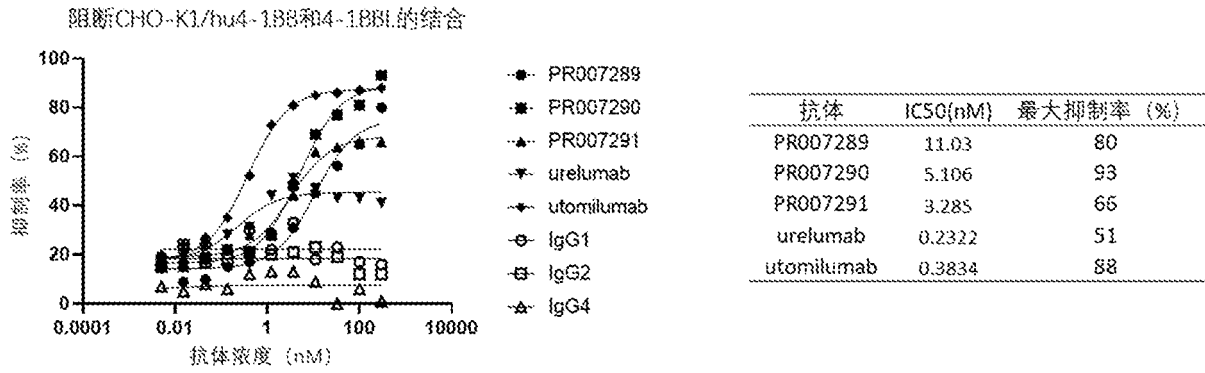 阻断CHO-K1/hu4-1BB和4-1BBL的结合
抑制率 (%)
100
80
60
40
20
0
0.0001 0.01 1 100 10000
抗体浓度 (nM)
PR007289
PR007290
PR007291
urelumab
utomilumab
IgG1
IgG2
IgG4
抗体 IC50(nM) 最大抑制率 (%)
PR007289 11.03 80
PR007290 5.106 93
PR007291 3.285 66
urelumab 0.2322 51
utomilumab 0.3834 88